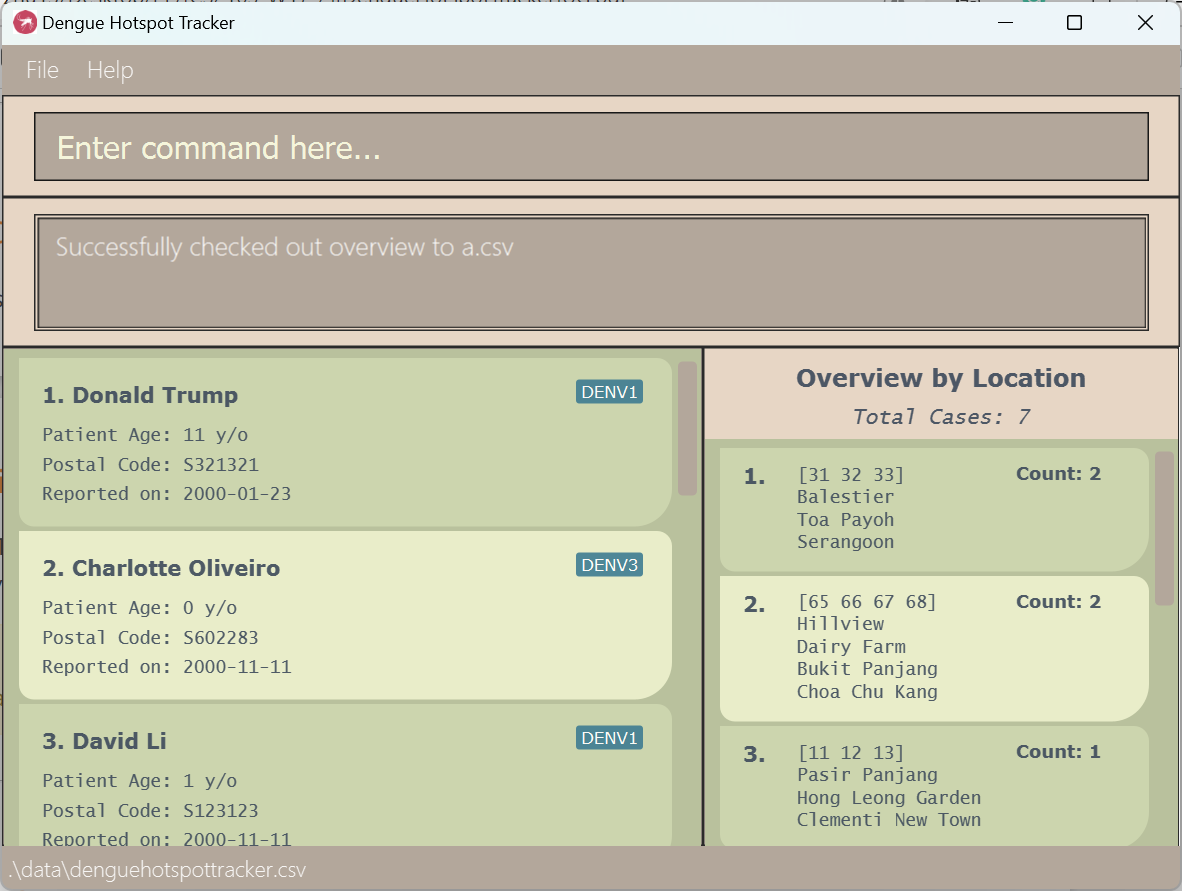 Dengue Hotspot Tracker
File Help
Enter command here...
Successfully checked out overview to a.csv
1. Donald Trump DENV1
Patient Age: 11 y/o
Postal Code: S321321
Reported on: 2000-01-23
2. Charlotte Oliveiro DENV3
Patient Age: 0 y/o
Postal Code: S602283
Reported on: 2000-11-11
3. David Li DENV1
Patient Age: 1 y/o
Postal Code: S123123
Reported on: 2000-11-11
Overview by Location
Total Cases: 7
1. [31 32 33] Count: 2
Balestier
Toa Payoh
Serangoon
2. [65 66 67 68] Count: 2
Hillview
Dairy Farm
Bukit Panjang
Choa Chu Kang
3. [11 12 13] Count: 1
Pasir Panjang
Hong Leong Garden
Clementi New Town
.\data\denguehotspottracker.csv